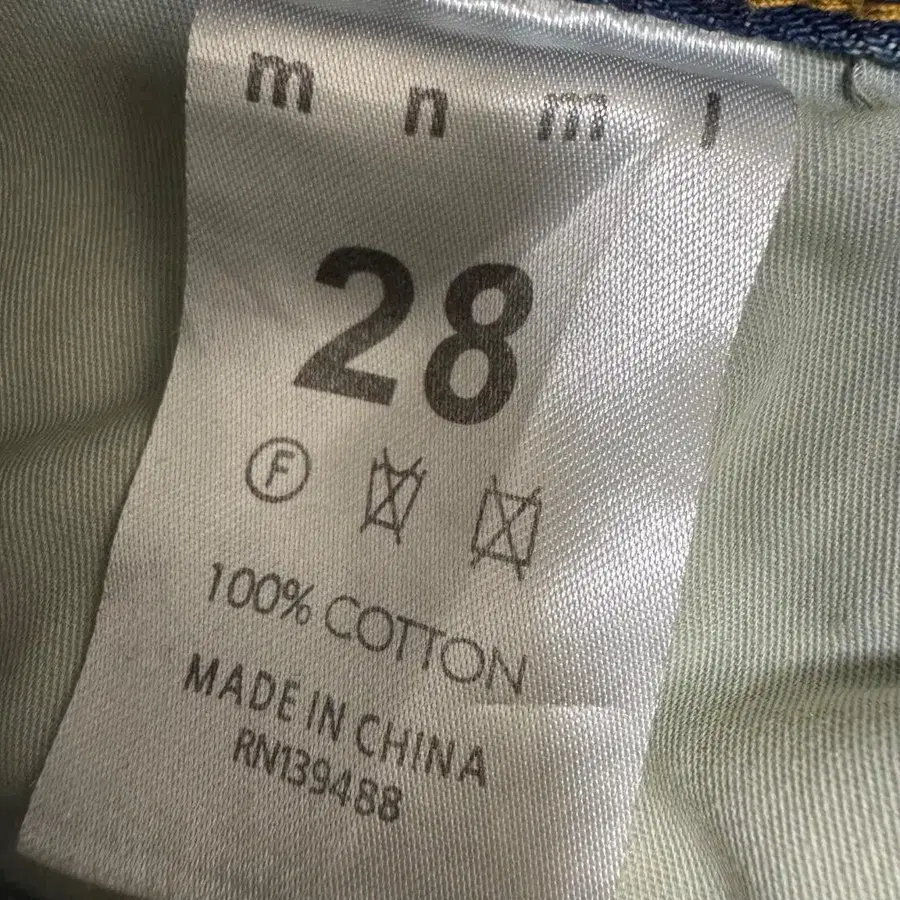 m n m l
28
F
100% COTTON
MADE IN CHINA
RN139488